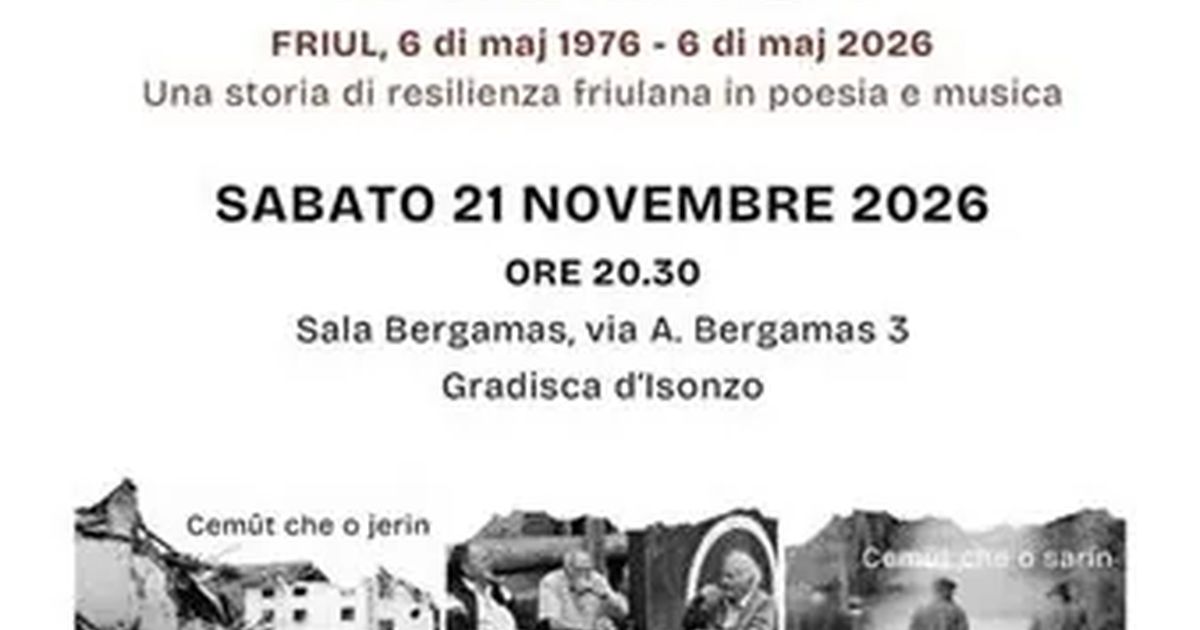 FRIUL, 6 di maj 1976 - 6 di maj 2026
Una storia di resilienza friulana in poesia e musica
SABATO 21 NOVEMBRE 2026
ORE 20.30
Sala Bergamas, via A. Bergamas 3
Gradisca d'Isonzo
Cemût che o jerin
Cemût che o sarin